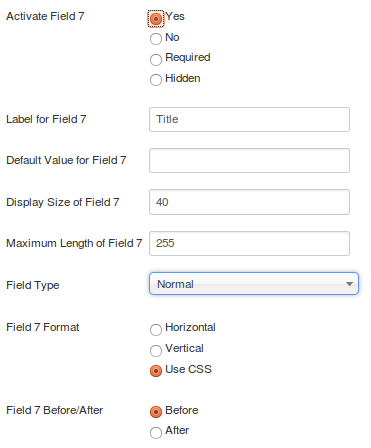 Activate Field 7 Yes
No
Required
Hidden
Label for Field 7 Title
Default Value for Field 7
Display Size of Field 7 40
Maximum Length of Field 7 255
Field Type Normal
Field 7 Format Horizontal
Vertical
Use CSS
Field 7 Before/After Before
After